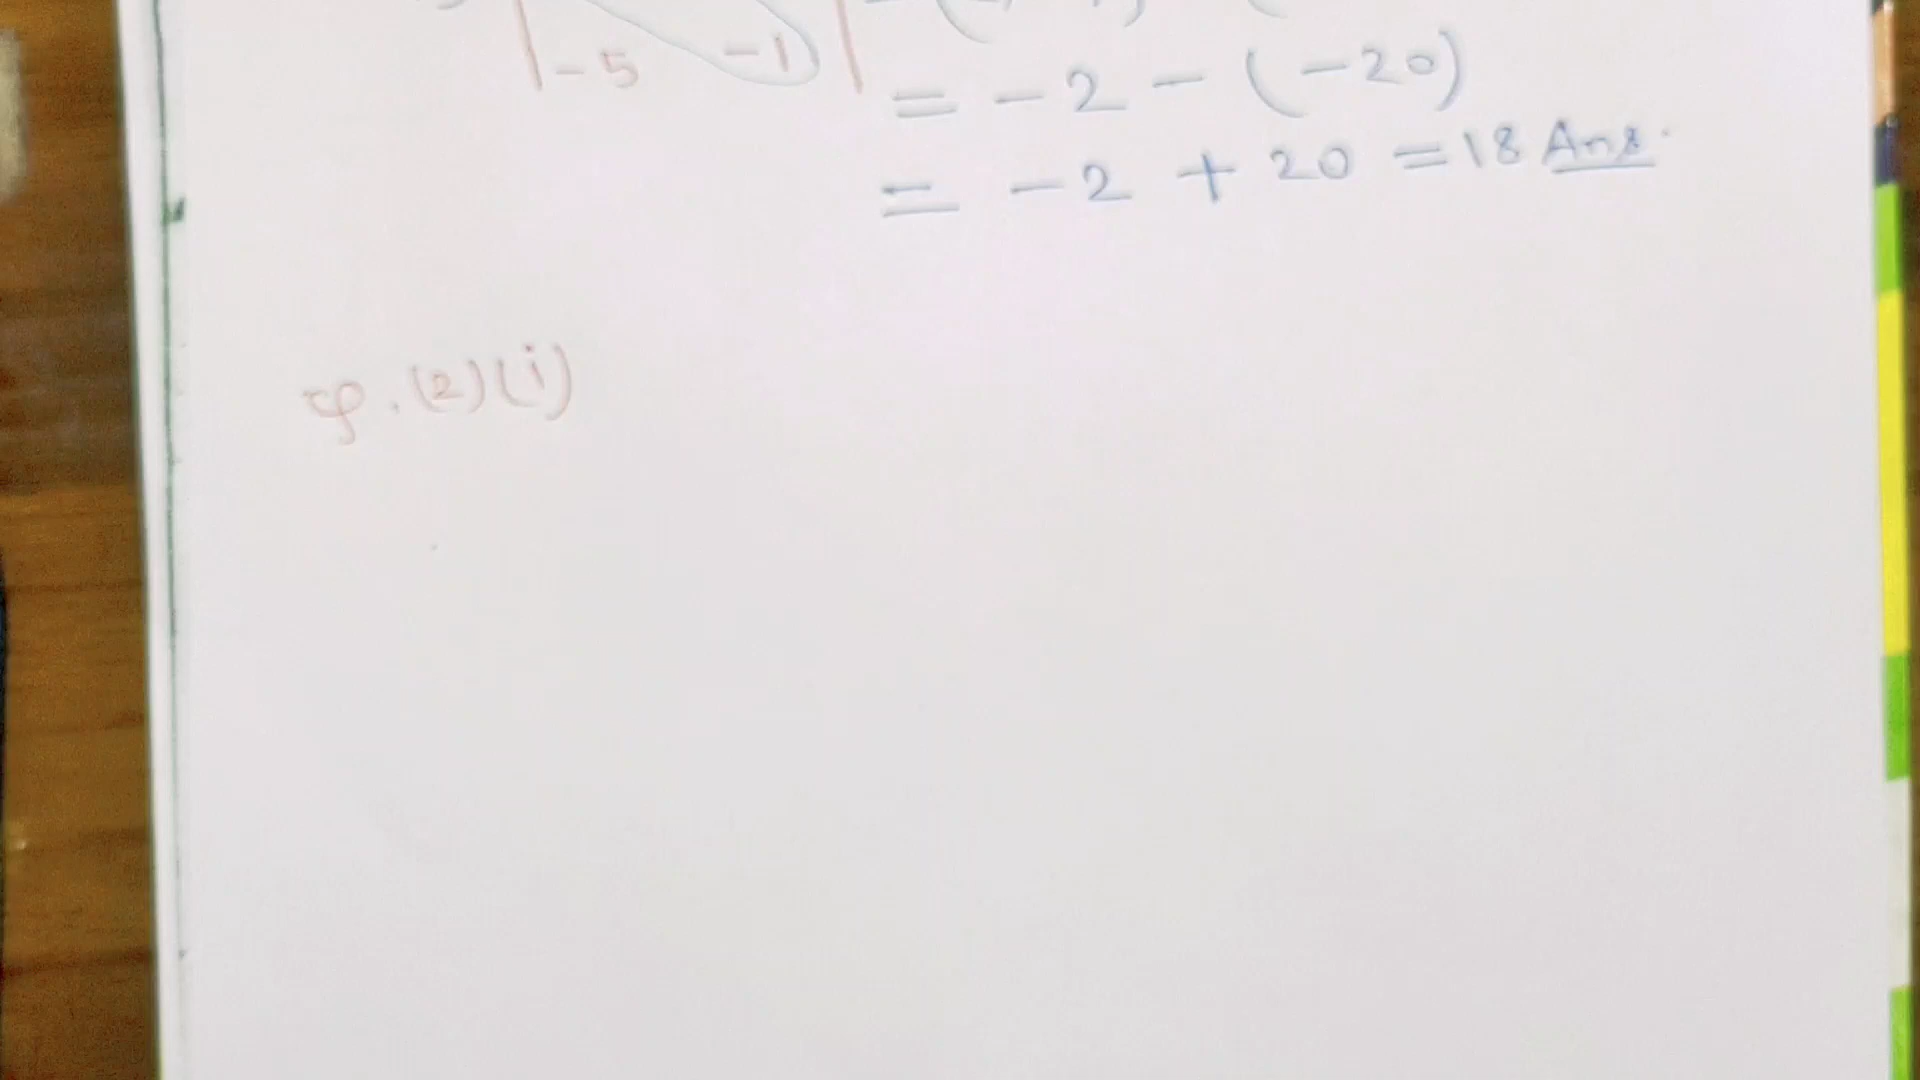 -5 -1
= -2 - (-20)
= -2 + 20 = 18 Ans.
(2)(i)